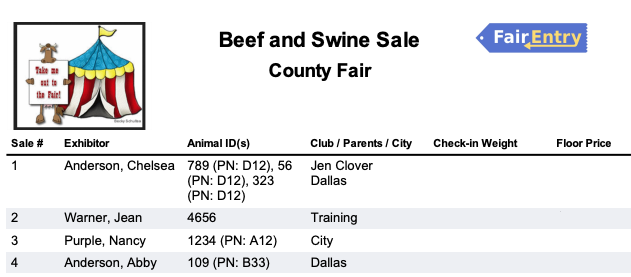 Beef and Swine Sale
County Fair
FairEntry
Take me
out to
the Fair!
Sale # Exhibitor Animal ID(s) Club / Parents / City Check-in Weight Floor Price
1 Anderson, Chelsea 789 (PN: D12), 56 Jen Clover
(PN: D12), 323 Dallas
(PN: D12)
2 Warner, Jean 4656 Training
3 Purple, Nancy 1234 (PN: A12) City
4 Anderson, Abby 109 (PN: B33) Dallas